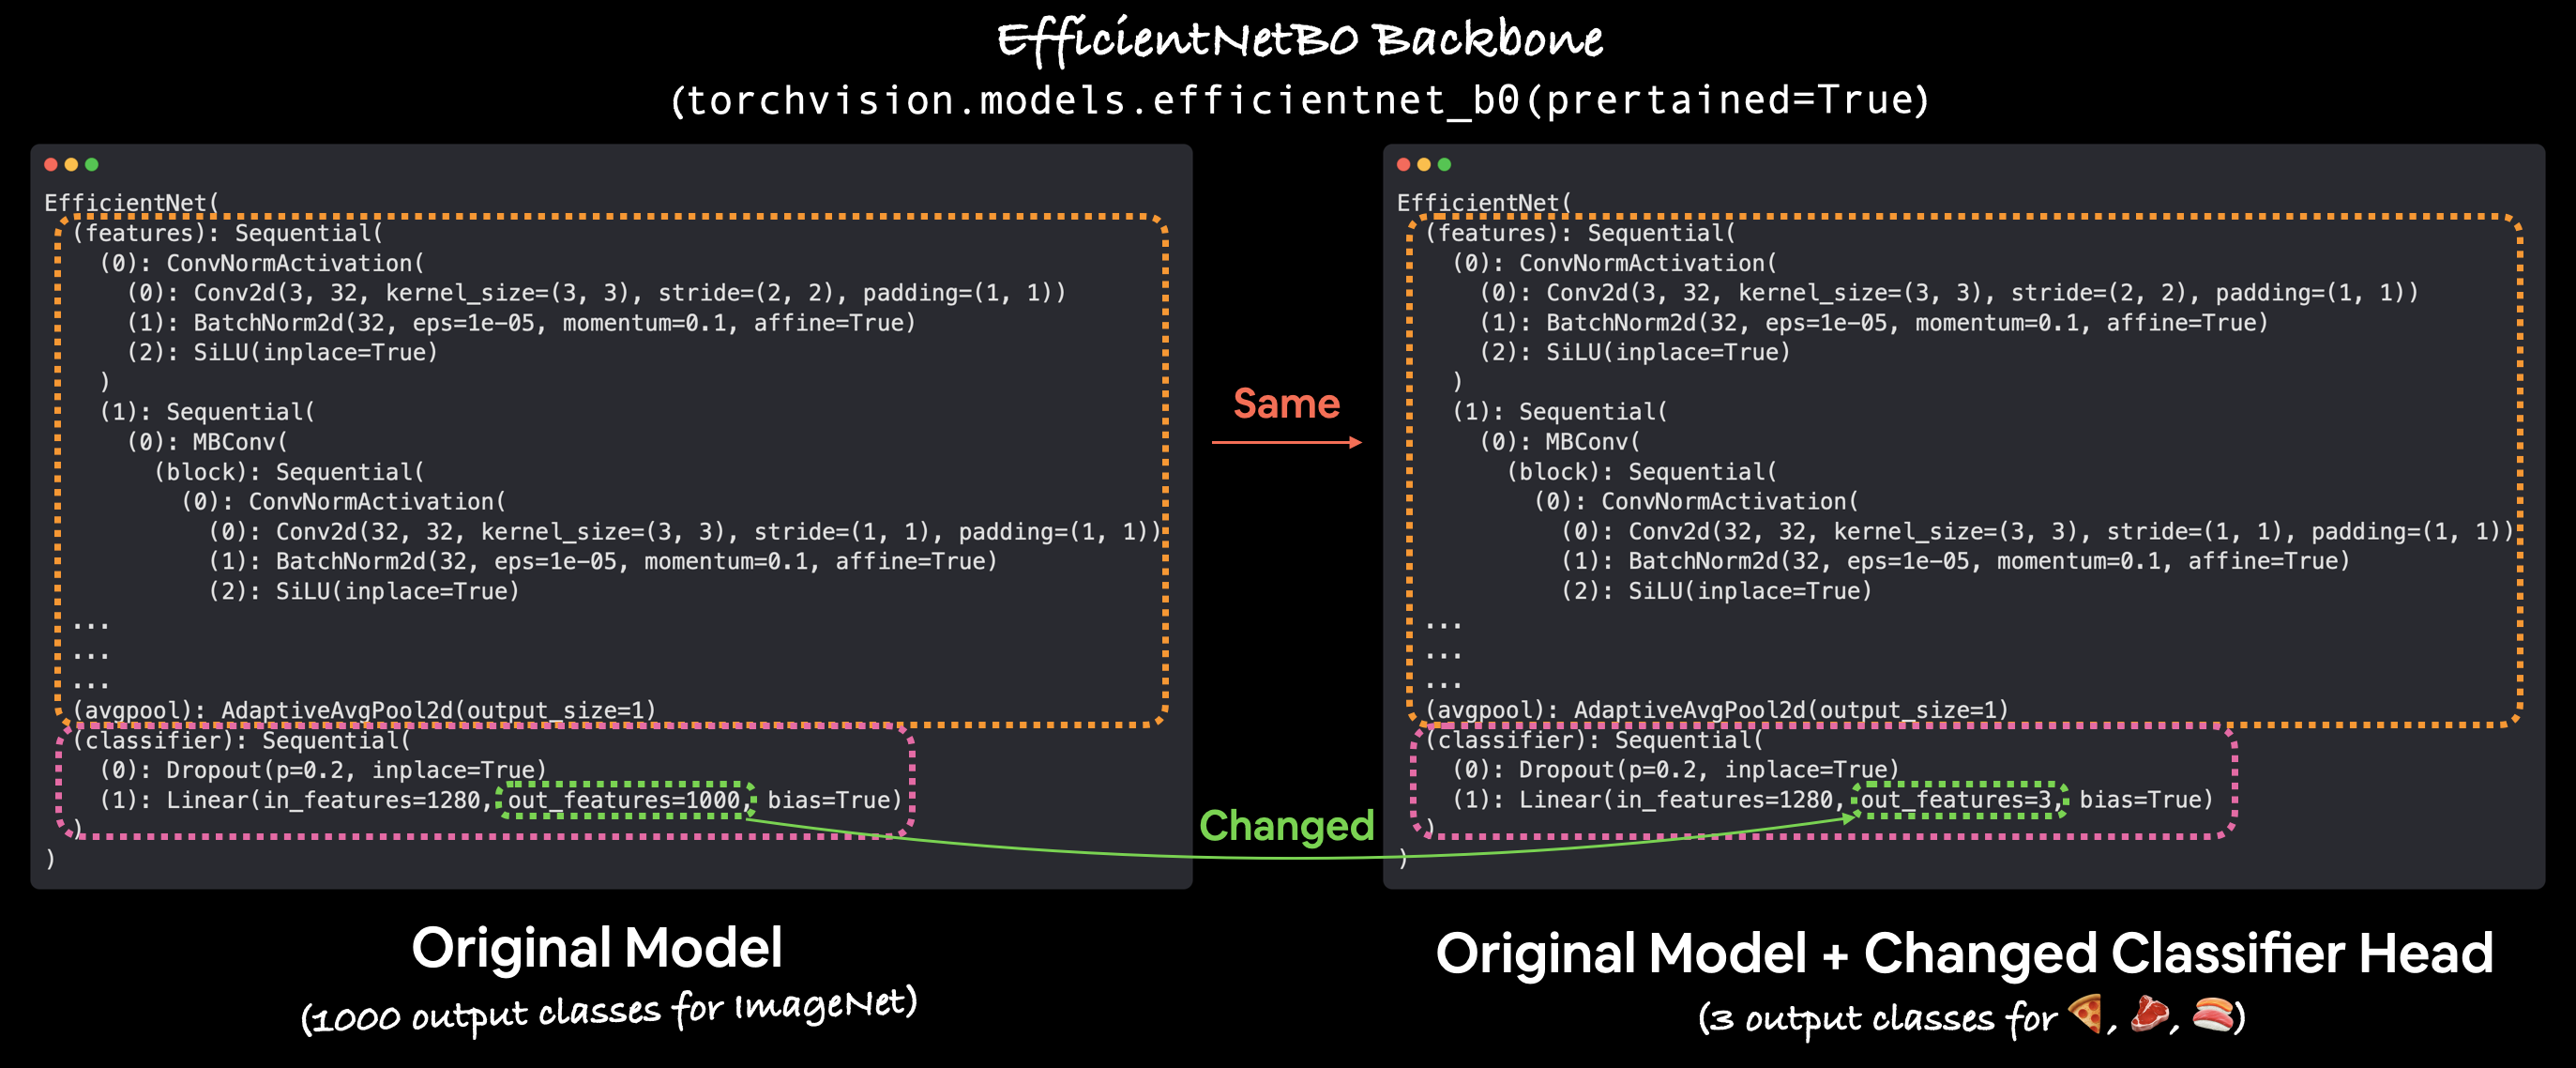 EfficientNetB0 Backbone
(torchvision.models.efficientnet_b0(prertained=True)
EfficientNet(
(features): Sequential(
(0): ConvNormActivation(
(0): Conv2d(3, 32, kernel_size=(3, 3), stride=(2, 2), padding=(1, 1))
(1): BatchNorm2d(32, eps=1e-05, momentum=0.1, affine=True)
(2): SiLU(inplace=True)
)
(1): Sequential(
(0): MBConv(
(block): Sequential(
(0): ConvNormActivation(
(0): Conv2d(32, 32, kernel_size=(3, 3), stride=(1, 1), padding=(1, 1))
(1): BatchNorm2d(32, eps=1e-05, momentum=0.1, affine=True)
(2): SiLU(inplace=True)
...
...
...
(avgpool): AdaptiveAvgPool2d(output_size=1)
(classifier): Sequential(
(0): Dropout(p=0.2, inplace=True)
(1): Linear(in_features=1280, out_features=1000, bias=True)
)
)
Same
Changed
EfficientNet(
(features): Sequential(
(0): ConvNormActivation(
(0): Conv2d(3, 32, kernel_size=(3, 3), stride=(2, 2), padding=(1, 1))
(1): BatchNorm2d(32, eps=1e-05, momentum=0.1, affine=True)
(2): SiLU(inplace=True)
)
(1): Sequential(
(0): MBConv(
(block): Sequential(
(0): ConvNormActivation(
(0): Conv2d(32, 32, kernel_size=(3, 3), stride=(1, 1), padding=(1, 1))
(1): BatchNorm2d(32, eps=1e-05, momentum=0.1, affine=True)
(2): SiLU(inplace=True)
...
...
...
(avgpool): AdaptiveAvgPool2d(output_size=1)
(classifier): Sequential(
(0): Dropout(p=0.2, inplace=True)
(1): Linear(in_features=1280, out_features=3, bias=True)
)
)
Original Model
(1000 output classes for ImageNet)
Original Model + Changed Classifier Head
(3 output classes for 🍕, 🥩, 🍣)